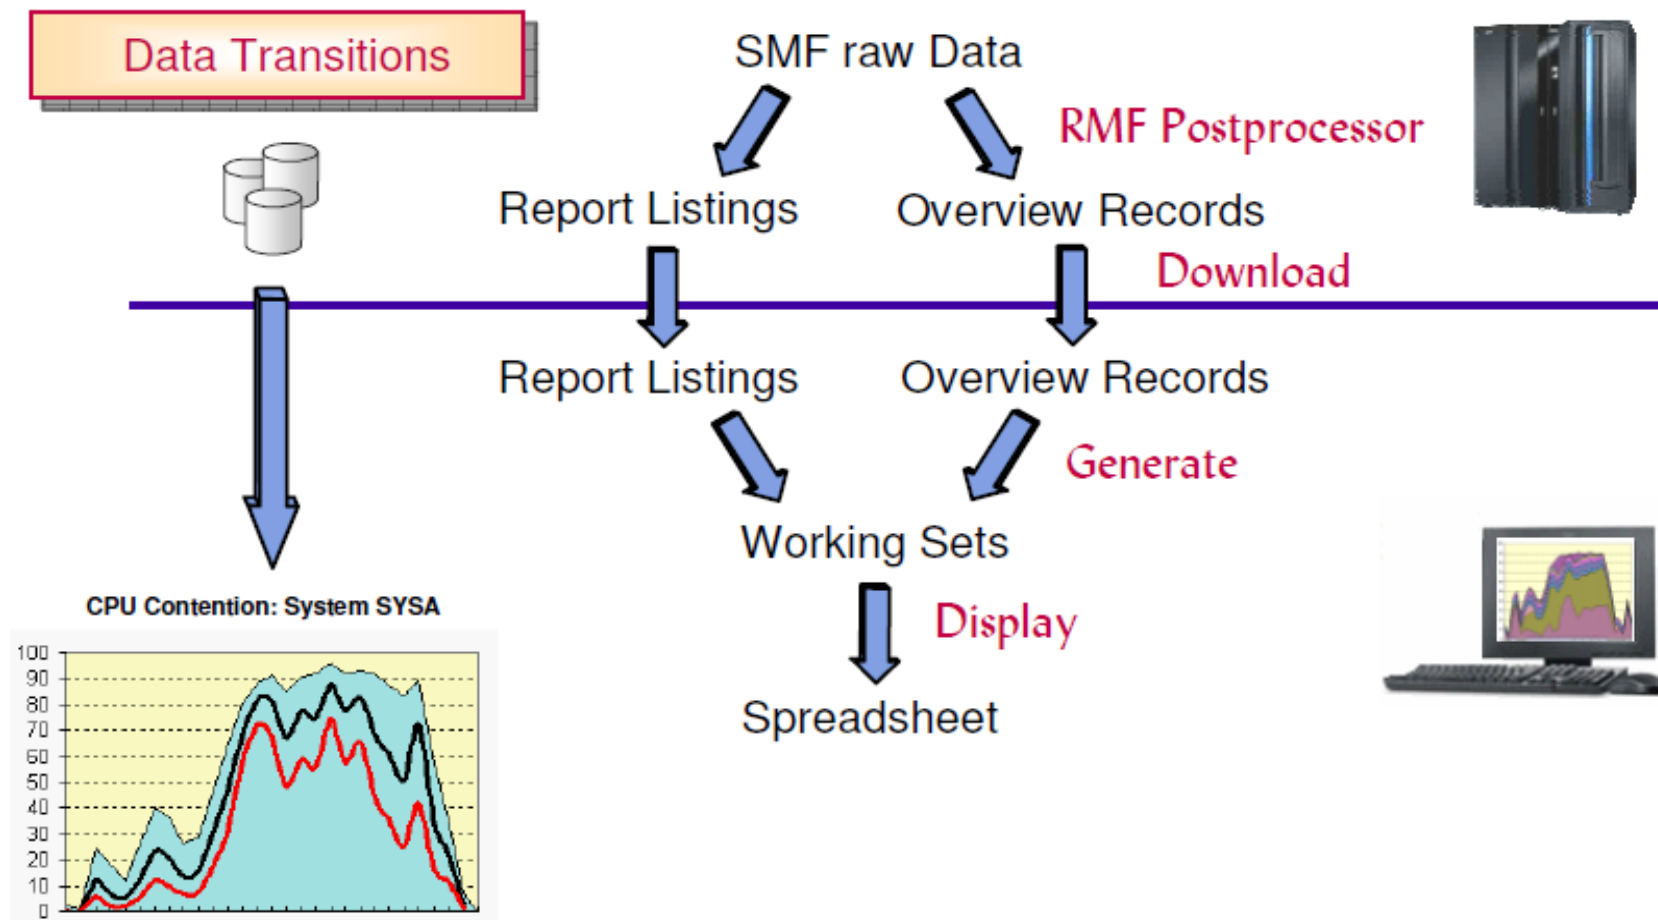 Data Transitions
SMF raw Data
RMF Postprocessor
Report Listings
Overview Records
Download
Report Listings
Overview Records
Generate
Working Sets
Display
Spreadsheet
CPU Contention: System SYSA
100
90
80
70
60
50
40
30
20
10
0